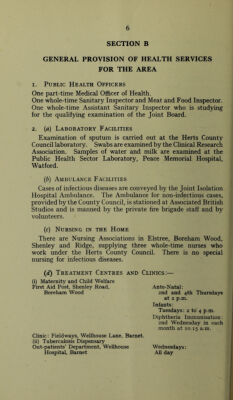 6
SECTION B
GENERAL PROVISION OF HEALTH SERVICES
FOR THE AREA
1. Public Health Officers
One part-time Medical Officer of Health.
One whole-time Sanitary Inspector and Meat and Food Inspector.
One whole-time Assistant Sanitary Inspector who is studying
for the qualifying examination of the Joint Board.
2. (a) Laboratory Facilities
Examination of sputum is carried out at the Herts County
Council laboratory. Swabs are examined by the Clinical Research
Association. Samples of water and milk are examined at the
Public Health Sector Laboratory, Peace Memorial Hospital,
Watford.
(b) Ambulance Facilities
Cases of infectious diseases are conveyed by the Joint Isolation
Hospital Ambulance. The Ambulance for non-infectious cases,
provided by the County Council, is stationed at Associated British
Studios and is manned by the private fire brigade staff and by
volunteers.
(c) Nursing in the Home
There are Nursing Associations in Elstree, Boreham Wood,
Shenley and Ridge, supplying three whole-time nurses who
work under the Herts County Council. There is no special
nursing for infectious diseases.
(d) Treatment Centres and Clinics:—
(i) Maternity and Child Welfare
First Aid Post, Shenley Road,
Boreham Wood
Ante-Natal:
2nd and 4th Thursdays
at 2 p.m.
Infants:
Tuesdays: 2 to 4 p.m.
Diphtheria Immunisation:
2nd Wednesday in each
month at 10.15 a.m.
Clinic: Fieldways, Wellhouse Lane, Barnet.
(ii) Tuberculosis Dispensary
Out-patients' Department, Wellhouse
Hospital, Barnet
Wednesdays:
All day